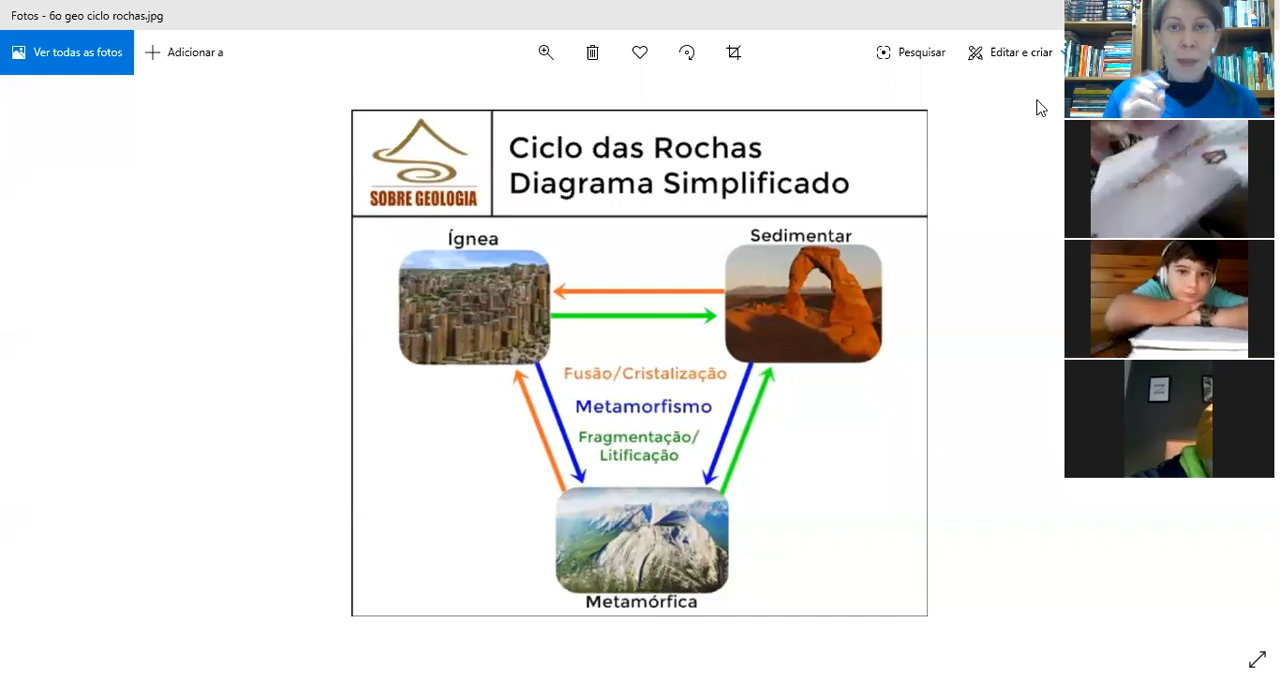 Fotos - 6o geo ciclo rochas.jpg
Ver todas as fotos
Adicionar a
Pesquisar
Editar e criar
SOBRE GEOLOGIA
Ciclo das Rochas
Diagrama Simplificado
Ígnea
Sedimentar
Fusão/Cristalização
Metamorfismo
Fragmentação/
Litificação
Metamórfica